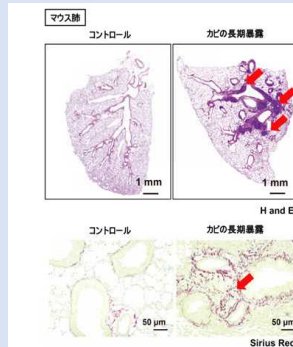 マウス肺
コントロール
カビの長期暴露
1 mm
1 mm
H and E
コントロール
カビの長期暴露
50 µm
50 µm
Sirius Red